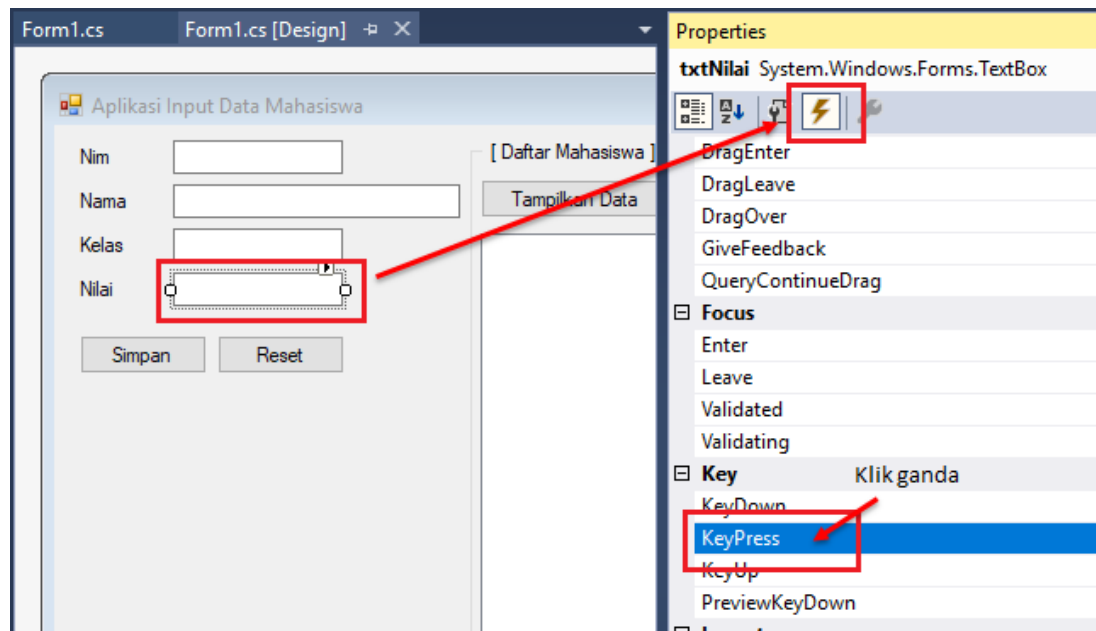 Form1.cs
Form1.cs [Design]
Aplikasi Input Data Mahasiswa
Nim
Nama
Kelas
Nilai
Simpan
Reset
[ Daftar Mahasiswa ]
Tampilkan Data
Properties
txtNilai System.Windows.Forms.TextBox
DragEnter
DragLeave
DragOver
GiveFeedback
QueryContinueDrag
Focus
Enter
Leave
Validated
Validating
Key
Klik ganda
KeyDown
KeyPress
KeyUp
PreviewKeyDown